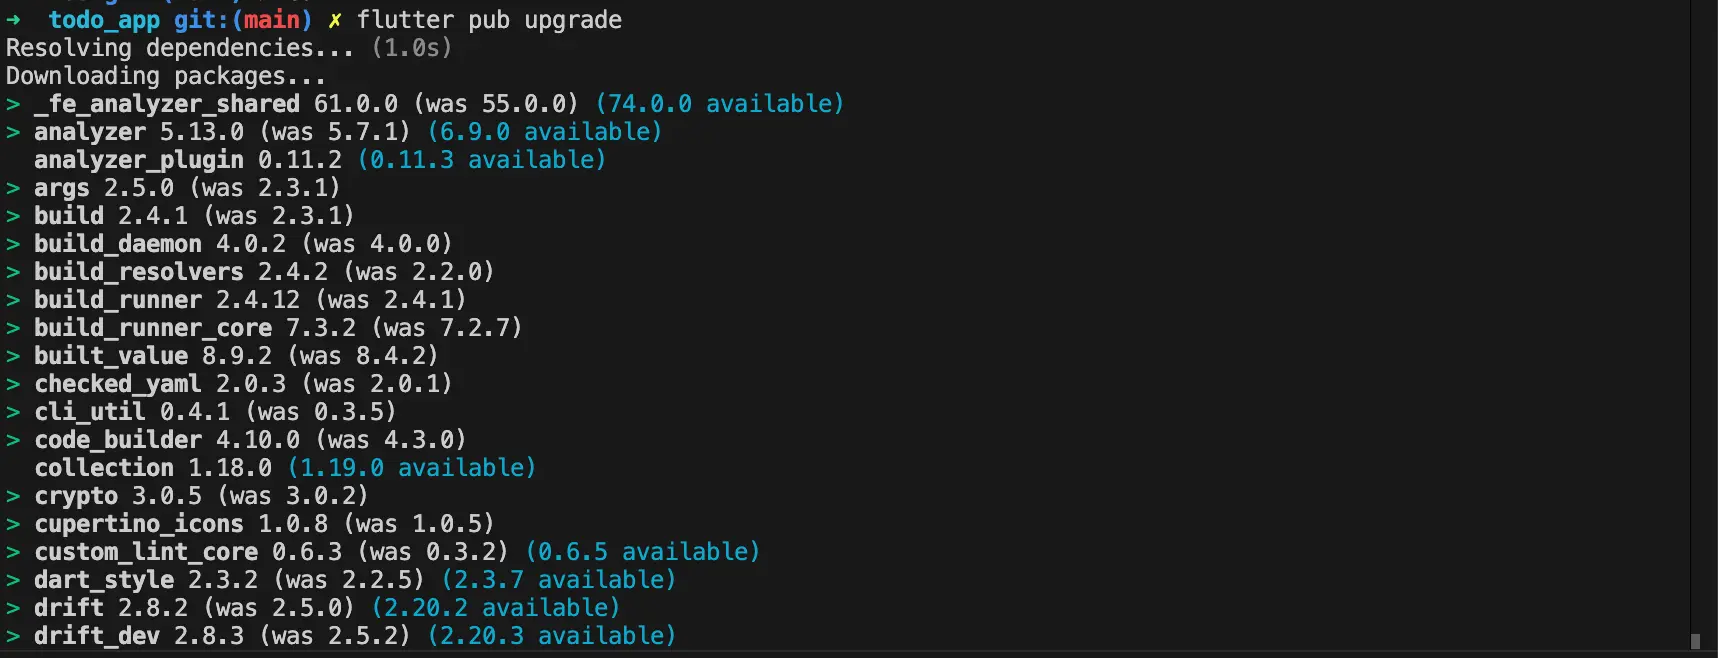 → todo_app git:(main) ✗ flutter pub upgrade
Resolving dependencies... (1.0s)
Downloading packages...
> _fe_analyzer_shared 61.0.0 (was 55.0.0) (74.0.0 available)
> analyzer 5.13.0 (was 5.7.1) (6.9.0 available)
analyzer_plugin 0.11.2 (0.11.3 available)
> args 2.5.0 (was 2.3.1)
> build 2.4.1 (was 2.3.1)
> build_daemon 4.0.2 (was 4.0.0)
> build_resolvers 2.4.2 (was 2.2.0)
> build_runner 2.4.12 (was 2.4.1)
> build_runner_core 7.3.2 (was 7.2.7)
> built_value 8.9.2 (was 8.4.2)
> checked_yaml 2.0.3 (was 2.0.1)
> cli_util 0.4.1 (was 0.3.5)
> code_builder 4.10.0 (was 4.3.0)
collection 1.18.0 (1.19.0 available)
> crypto 3.0.5 (was 3.0.2)
> cupertino_icons 1.0.8 (was 1.0.5)
> custom_lint_core 0.6.3 (was 0.3.2) (0.6.5 available)
> dart_style 2.3.2 (was 2.2.5) (2.3.7 available)
> drift 2.8.2 (was 2.5.0) (2.20.2 available)
> drift_dev 2.8.3 (was 2.5.2) (2.20.3 available)